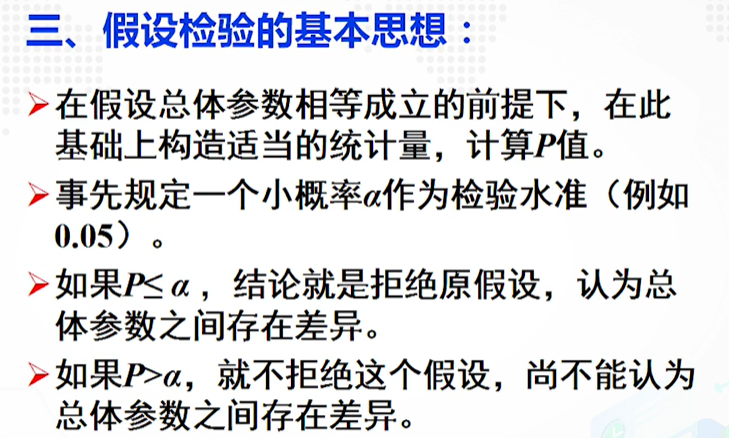 三、假设检验的基本思想：
➢在假设总体参数相等成立的前提下，在此
基础上构造适当的统计量，计算P值。
➢事先规定一个小概率α作为检验水准（例如
0.05）。
➢如果P≤ α ，结论就是拒绝原假设，认为总
体参数之间存在差异。
➢如果P>α，就不拒绝这个假设，尚不能认为
总体参数之间存在差异。